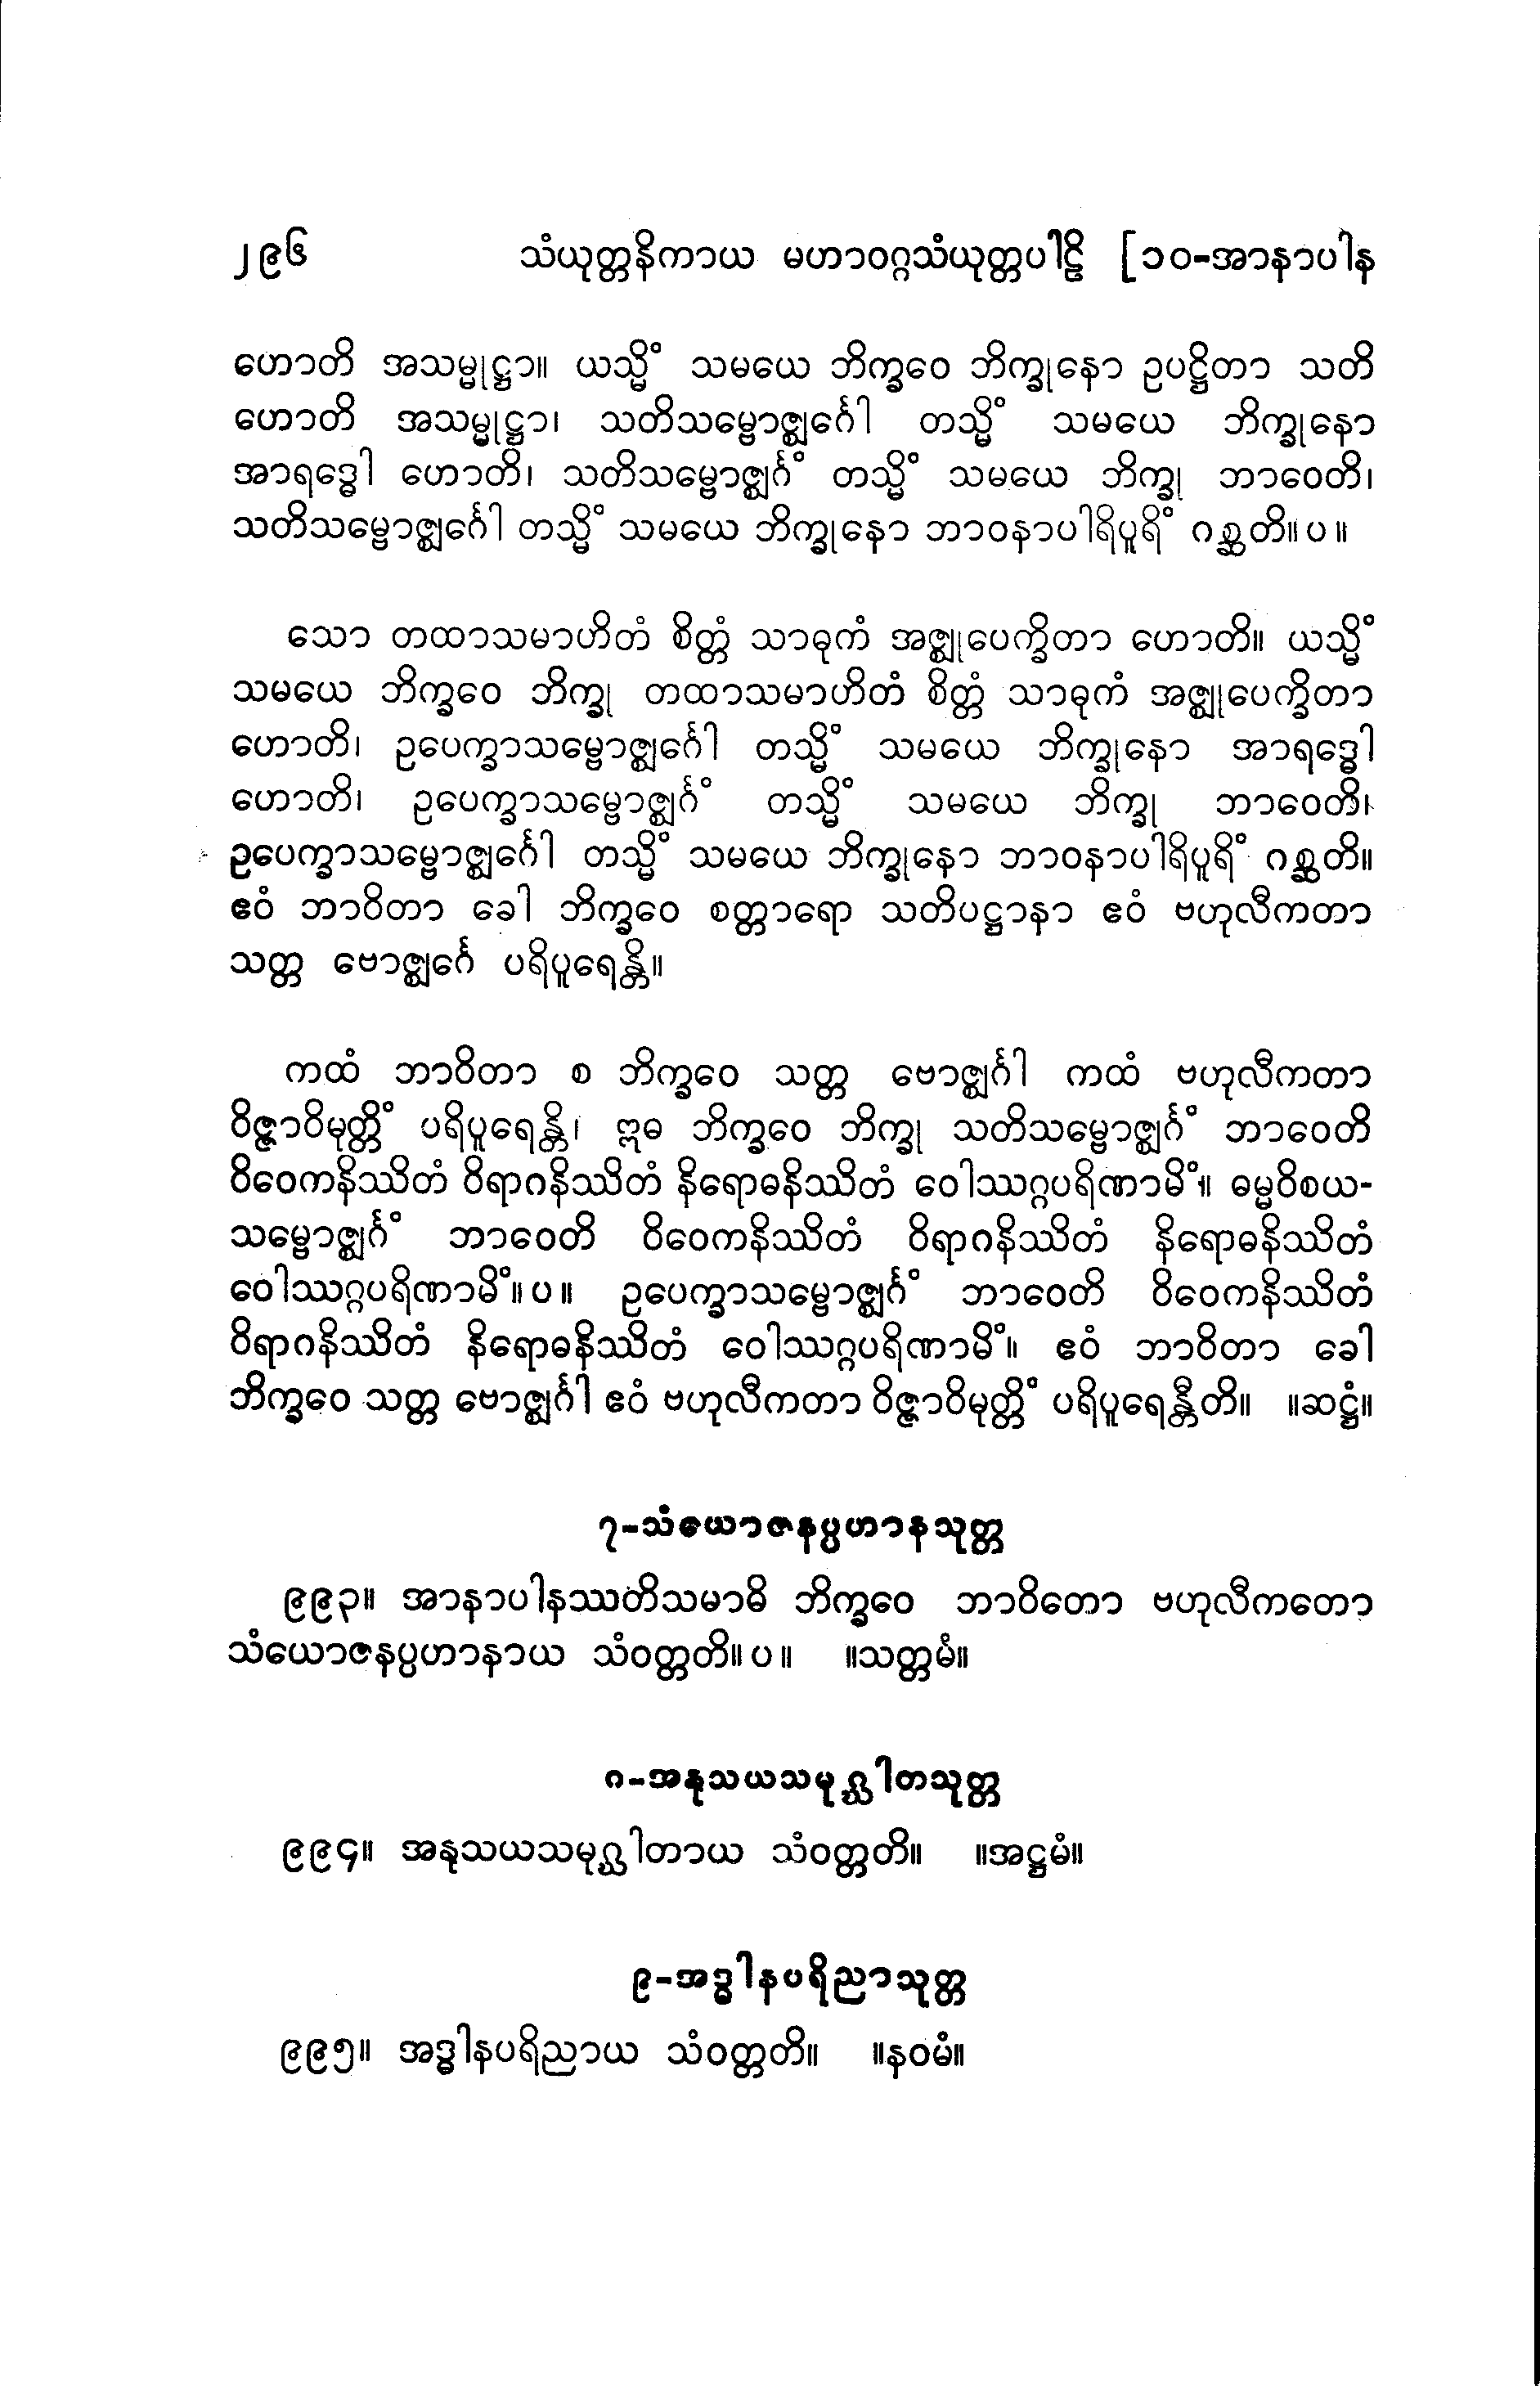 ၂၉၆ သံယုတ္တနိကာယ မဟာဝဂ္ဂသံယုတ္တပါဠိ [၁၀-အာနာပါန
ဟောတိ အသမ္မုဋ္ဌာ။ ယသ္မိံ သမယေ ဘိက္ခဝေ ဘိက္ခုနော ဥပဋ္ဌိတာ သတိ
ဟောတိ အသမ္မုဋ္ဌာ၊ သတိသမ္ဗောဇ္ဈင်္ဂေါ တသ္မိံ သမယေ ဘိက္ခုနော
အာရဒ္ဓေါ ဟောတိ၊ သတိသမ္ဗောဇ္ဈင်္ဂံ တသ္မိံ သမယေ ဘိက္ခု ဘာဝေတိ၊
သတိသမ္ဗောဇ္ဈင်္ဂေါ တသ္မိံ သမယေ ဘိက္ခုနော ဘာဝနာပါရိပူရိံ ဂစ္ဆတိ။ပ။
သော တထာသမာဟိတံ စိတ္တံ သာဓုကံ အဇ္ဈုပေက္ခိတာ ဟောတိ။ ယသ္မိံ
သမယေ ဘိက္ခဝေ ဘိက္ခု တထာသမာဟိတံ စိတ္တံ သာဓုကံ အဇ္ဈုပေက္ခိတာ
ဟောတိ၊ ဥပေက္ခာသမ္ဗောဇ္ဈင်္ဂေါ တသ္မိံ သမယေ ဘိက္ခုနော အာရဒ္ဓေါ
ဟောတိ၊ ဥပေက္ခာသမ္ဗောဇ္ဈင်္ဂံ တသ္မိံ သမယေ ဘိက္ခု ဘာဝေတိ၊
ဥပေက္ခာသမ္ဗောဇ္ဈင်္ဂေါ တသ္မိံ သမယေ ဘိက္ခုနော ဘာဝနာပါရိပူရိံ ဂစ္ဆတိ။
ဧဝံ ဘာဝိတာ ခေါ ဘိက္ခဝေ စတ္တာရော သတိပဋ္ဌာနာ ဧဝံ ဗဟုလီကတာ
သတ္တ ဗောဇ္ဈင်္ဂေ ပရိပူရေန္တိ။
ကထံ ဘာဝိတာ စ ဘိက္ခဝေ သတ္တ ဗောဇ္ဈင်္ဂါ ကထံ ဗဟုလီကတာ
ဝိဇ္ဇာဝိမုတ္တိံ ပရိပူရေန္တိ၊ ဣဓ ဘိက္ခဝေ ဘိက္ခု သတိသမ္ဗောဇ္ဈင်္ဂံ ဘာဝေတိ
ဝိဝေကနိဿိတံ ဝိရာဂနိဿိတံ နိရောဓနိဿိတံ ဝေါဿဂ္ဂပရိဏာမိံ။ ဓမ္မဝိစယ-
သမ္ဗောဇ္ဈင်္ဂံ ဘာဝေတိ ဝိဝေကနိဿိတံ ဝိရာဂနိဿိတံ နိရောဓနိဿိတံ
ဝေါဿဂ္ဂပရိဏာမိံ။ပ။ ဥပေက္ခာသမ္ဗောဇ္ဈင်္ဂံ ဘာဝေတိ ဝိဝေကနိဿိတံ
ဝိရာဂနိဿိတံ နိရောဓနိဿိတံ ဝေါဿဂ္ဂပရိဏာမိံ။ ဧဝံ ဘာဝိတာ ခေါ
ဘိက္ခဝေ သတ္တ ဗောဇ္ဈင်္ဂါ ဧဝံ ဗဟုလီကတာ ဝိဇ္ဇာဝိမုတ္တိံ ပရိပူရေန္တီတိ။ ။ဆဋ္ဌံ။
၇-သံယောဇနပ္ပဟာနသုတ္တ
၉၉၃။ အာနာပါနဿတိသမာဓိ ဘိက္ခဝေ ဘာဝိတော ဗဟုလီကတော
သံယောဇနပ္ပဟာနာယ သံဝတ္တတိ။ပ။ ။သတ္တမံ။
၈-အနုသယသမုဂ္ဃါတသုတ္တ
၉၉၄။ အနုသယသမုဂ္ဃါတာယ သံဝတ္တတိ။ ။အဋ္ဌမံ။
၉-အဒ္ဓါနပရိညာသုတ္တ
၉၉၅။ အဒ္ဓါနပရိညာယ သံဝတ္တတိ။ ။နဝမံ။